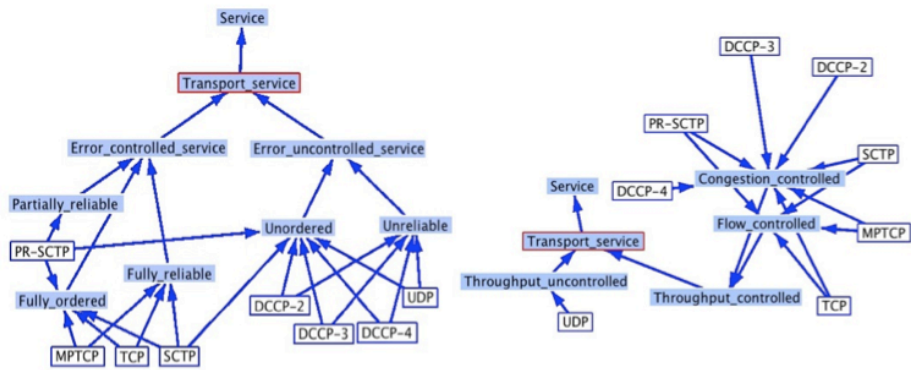 Service
Transport_service
Error_controlled_service
Error_uncontrolled_service
Partially_reliable
Unordered
Unreliable
PR-SCTP
Fully_reliable
Fully_ordered
DCCP-2
UDP
DCCP-3
DCCP-4
MPTCP
TCP
SCTP
DCCP-3
DCCP-2
PR-SCTP
SCTP
Congestion_controlled
Service
DCCP-4
Flow_controlled
MPTCP
Transport_service
Throughput_uncontrolled
Throughput_controlled
TCP
UDP